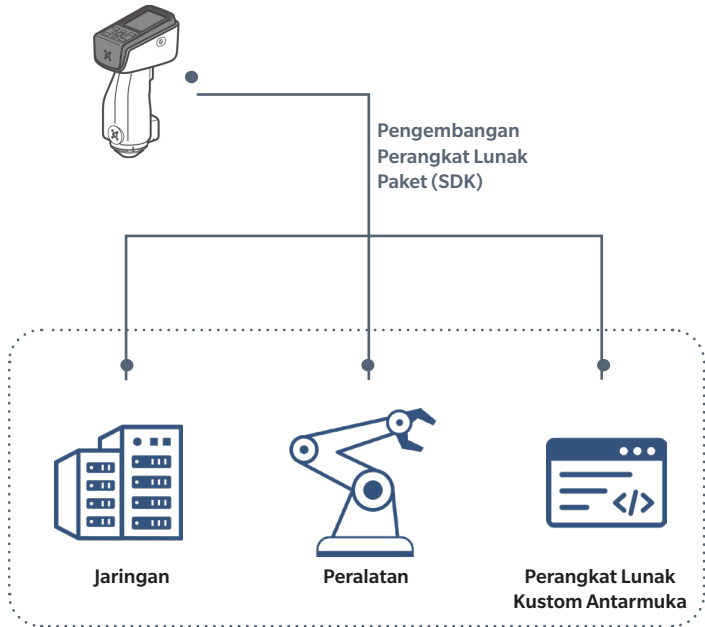 Pengembangan
Perangkat Lunak
Paket (SDK)
</>
Jaringan
Peralatan
Perangkat Lunak
Kustom Antarmuka